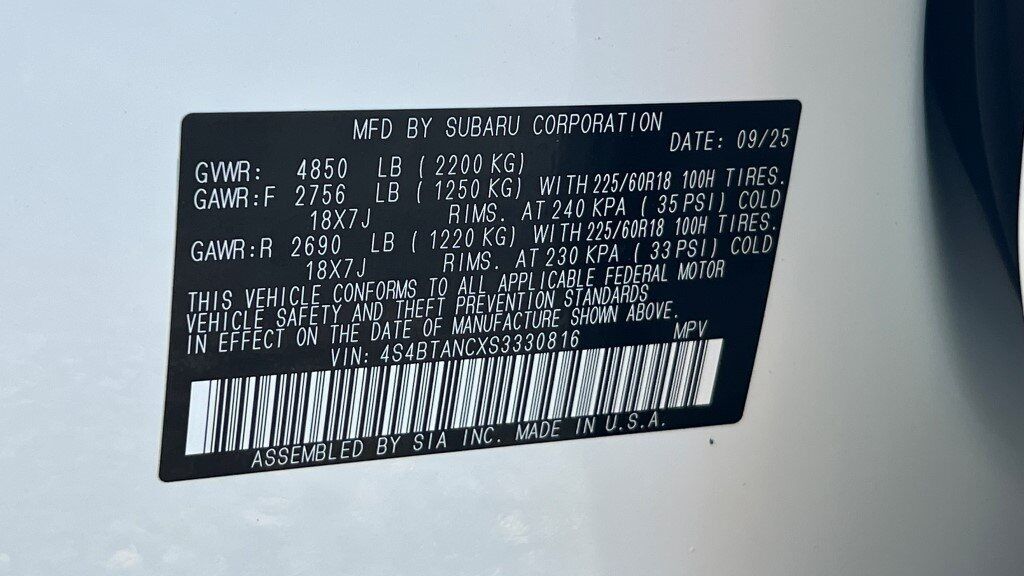 MFD BY SUBARU CORPORATION
DATE: 09/25
GVWR: 4850 LB ( 2200 KG)
GAWR:F 2756 LB ( 1250 KG) WITH 225/60R18 100H TIRES.
18X7J RIMS. AT 240 KPA ( 35 PSI) COLD
GAWR:R 2690 LB ( 1220 KG) WITH 225/60R18 100H TIRES.
18X7J RIMS. AT 230 KPA ( 33 PSI) COLD
THIS VEHICLE CONFORMS TO ALL APPLICABLE FEDERAL MOTOR
VEHICLE SAFETY AND THEFT PREVENTION STANDARDS
IN EFFECT ON THE DATE OF MANUFACTURE SHOWN ABOVE.
VIN: 4S4BTANCXS3330816 MPV
ASSEMBLED BY SIA INC. MADE IN U.S.A.